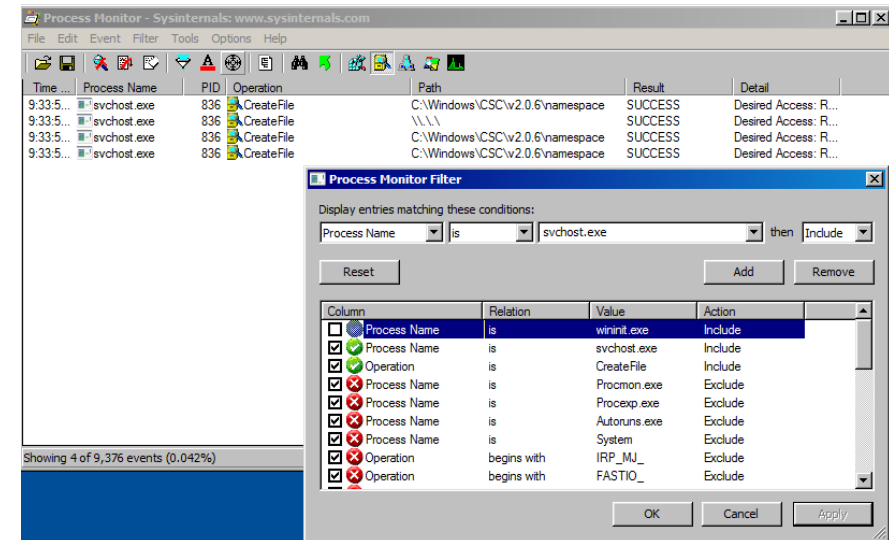 Process Monitor - Sysinternals: www.sysinternals.com
File Edit Event Filter Tools Options Help
Time ... Process Name PID Operation Path Result Detail
9:33:5... svchost.exe 836 CreateFile C:\Windows\CSC\v2.0.6\namespace SUCCESS Desired Access: R...
9:33:5... svchost.exe 836 CreateFile \\.\.\ SUCCESS Desired Access: R...
9:33:5... svchost.exe 836 CreateFile C:\Windows\CSC\v2.0.6\namespace SUCCESS Desired Access: R...
9:33:5... svchost.exe 836 CreateFile C:\Windows\CSC\v2.0.6\namespace SUCCESS Desired Access: R...
Process Monitor Filter
Display entries matching these conditions:
Process Name is svchost.exe then Include
Reset Add Remove
Column Relation Value Action
Process Name is wininit.exe Include
Process Name is svchost.exe Include
Operation is CreateFile Include
Process Name is Procmon.exe Exclude
Process Name is Procexp.exe Exclude
Process Name is Autoruns.exe Exclude
Process Name is System Exclude
Operation begins with IRP_MJ_ Exclude
Operation begins with FASTIO_ Exclude
Showing 4 of 9,376 events (0.042%)
OK Cancel Apply